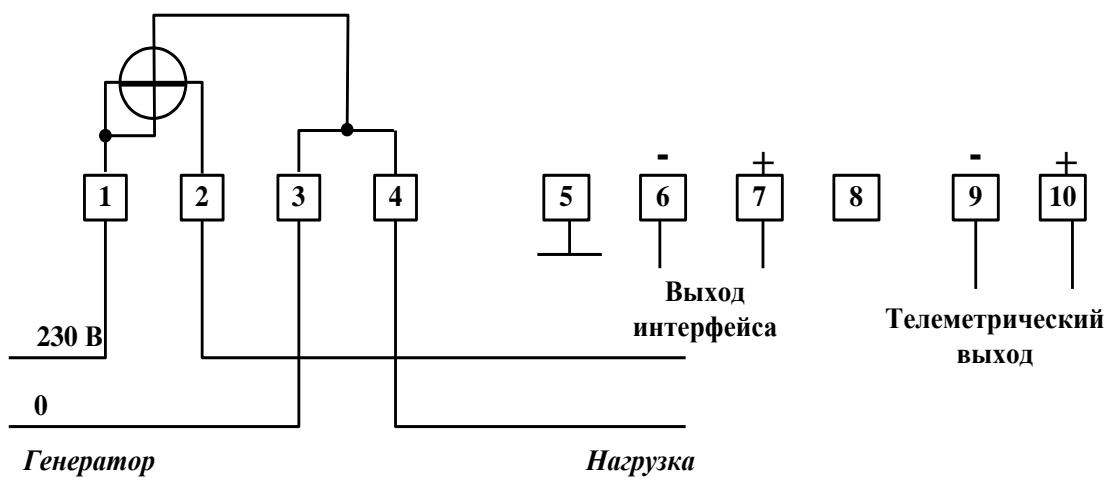 - + - +
1 2 3 4 5 6 7 8 9 10
Выход
интерфейса
Телеметрический
выход
230 В
0
Генератор Нагрузка